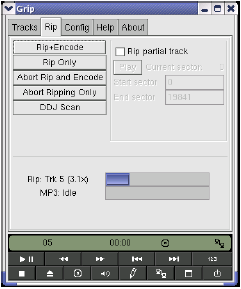 Grip
Tracks Rip Config Help About
Rip+Encode
Rip Only
Abort Rip and Encode
Abort Ripping Only
DDJ Scan
Rip partial track
Play Current sector: 0
Start sector 0
End sector 19841
Rip: Trk 5 (3.1x)
MP3: Idle
05 00:00
123